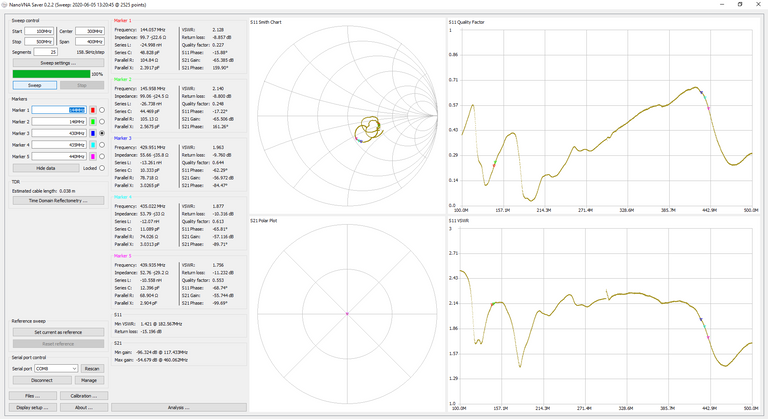 NanoVNA Saver 0.2.2 (Sweep: 2020-06-05 13:20:45 @ 2525 points)
Sweep control
Start 100MHz Center 300MHz
Stop 500MHz Span 400MHz
Segments 25 158.5kHz/step
Sweep settings ...
100%
Sweep Stop
Markers
Marker 1 144MHz
Marker 2 146MHz
Marker 3 430MHz
Marker 4 435MHz
Marker 5 440MHz
Hide data Locked
TDR
Estimated cable length: 0.038 m
Time Domain Reflectometry ...
Reference sweep
Set current as reference
Reset reference
Serial port control
Serial port COM8 Rescan
Disconnect Manage
Files ... Calibration ...
Display setup ... About ...
Marker 1
Frequency: 144.057 MHz VSWR: 2.128
Impedance: 99.7 -j22.6 Ω Return loss: -8.857 dB
Series L: -24.998 nH Quality factor: 0.227
Series C: 48.828 pF S11 Phase: -15.88°
Parallel R: 104.84 Ω S21 Gain: -65.385 dB
Parallel X: 2.3917 pF S21 Phase: 159.90°
Marker 2
Frequency: 145.958 MHz VSWR: 2.140
Impedance: 99.06 -j24.5 Ω Return loss: -8.800 dB
Series L: -26.738 nH Quality factor: 0.248
Series C: 44.469 pF S11 Phase: -17.22°
Parallel R: 105.13 Ω S21 Gain: -63.506 dB
Parallel X: 2.5675 pF S21 Phase: 161.26°
Marker 3
Frequency: 429.951 MHz VSWR: 1.963
Impedance: 55.66 -j35.8 Ω Return loss: -9.760 dB
Series L: -13.261 nH Quality factor: 0.644
Series C: 10.333 pF S11 Phase: -62.29°
Parallel R: 78.718 Ω S21 Gain: -56.972 dB
Parallel X: 3.0265 pF S21 Phase: -84.47°
Marker 4
Frequency: 435.022 MHz VSWR: 1.877
Impedance: 53.79 -j33 Ω Return loss: -10.316 dB
Series L: -12.07 nH Quality factor: 0.613
Series C: 11.089 pF S11 Phase: -65.81°
Parallel R: 74.026 Ω S21 Gain: -57.116 dB
Parallel X: 3.0313 pF S21 Phase: -89.71°
Marker 5
Frequency: 439.935 MHz VSWR: 1.756
Impedance: 52.76 -j29.2 Ω Return loss: -11.232 dB
Series L: -10.558 nH Quality factor: 0.553
Series C: 12.396 pF S11 Phase: -68.74°
Parallel R: 68.904 Ω S21 Gain: -55.744 dB
Parallel X: 2.904 pF S21 Phase: -99.69°
S11
Min VSWR: 1.421 @ 182.567MHz
Return loss: -15.196 dB
S21
Min gain: -96.324 dB @ 117.433MHz
Max gain: -54.679 dB @ 460.062MHz
Analysis ...
S11 Smith Chart
S21 Polar Plot
S11 Quality Factor
1
0.86
0.71
0.57
0.43
0.29
0.15
0.0
100.0M 157.1M 214.3M 271.4M 328.6M 385.7M 442.9M 500.0M
S11 VSWR
3
2.71
2.43
2.14
1.86
1.57
1.29
1.0
100.0M 157.1M 214.3M 271.4M 328.6M 385.7M 442.9M 500.0M